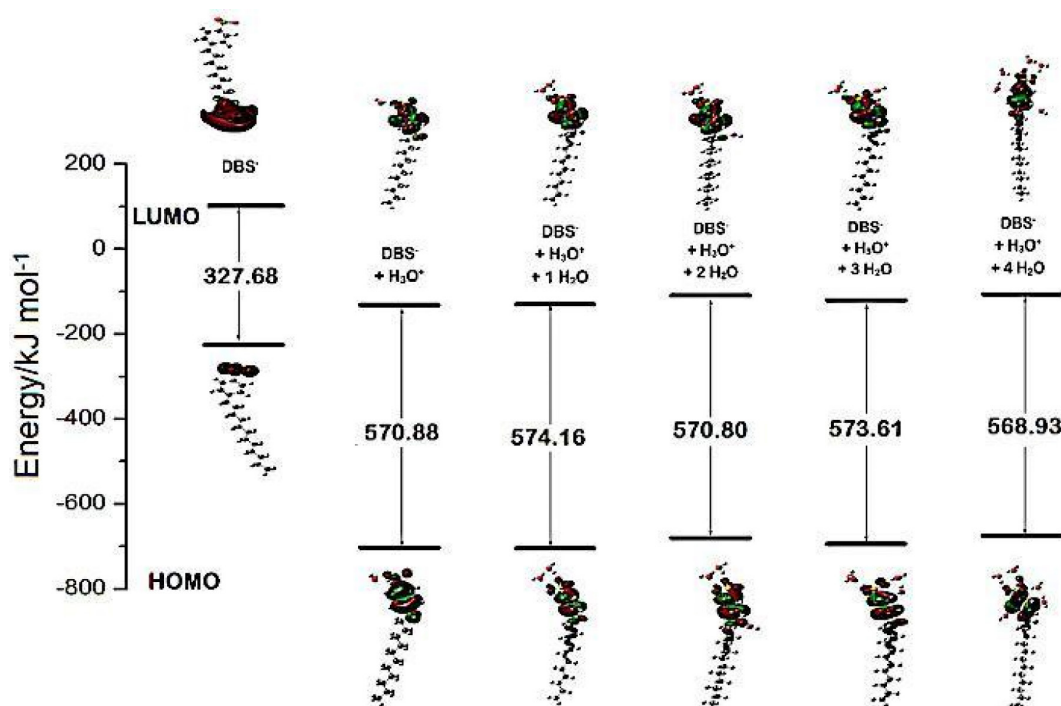 DBS-
200
LUMO
0
327.68
-200
-400
-600
-800
HOMO
Energy/kJ mol-1
DBS-
+ H₃O+
570.88
DBS-
+ H₃O+
+ 1 H₂O
574.16
DBS-
+ H₃O+
+ 2 H₂O
570.80
DBS-
+ H₃O+
+ 3 H₂O
573.61
DBS-
+ H₃O+
+ 4 H₂O
568.93